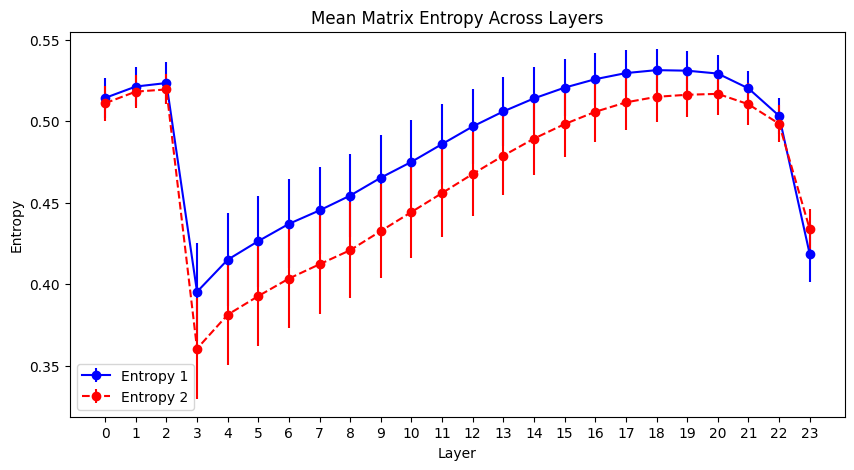 Mean Matrix Entropy Across Layers
0.55
0.50
0.45
0.40
0.35
Entropy
Entropy 1
Entropy 2
0 1 2 3 4 5 6 7 8 9 10 11 12 13 14 15 16 17 18 19 20 21 22 23
Layer